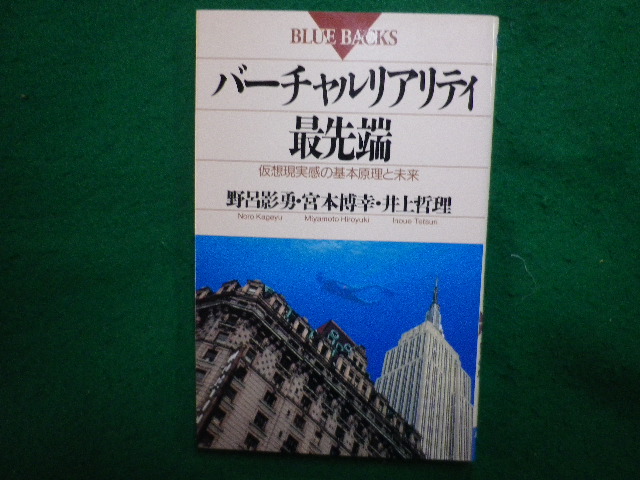 BLUE BACKS
バーチャルリアリティ
最先端
仮想現実感の基本原理と未来
野呂影勇・宮本博幸・井上哲理
Noro Kageyu Miyamoto Hiroyuki Inoue Tetsuri